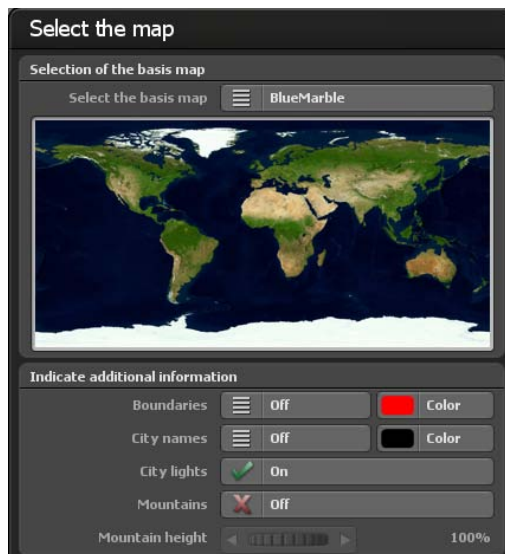 Select the map
Selection of the basis map
Select the basis map BlueMarble
Indicate additional information
Boundaries Off Color
City names Off Color
City lights On
Mountains Off
Mountain height 100%